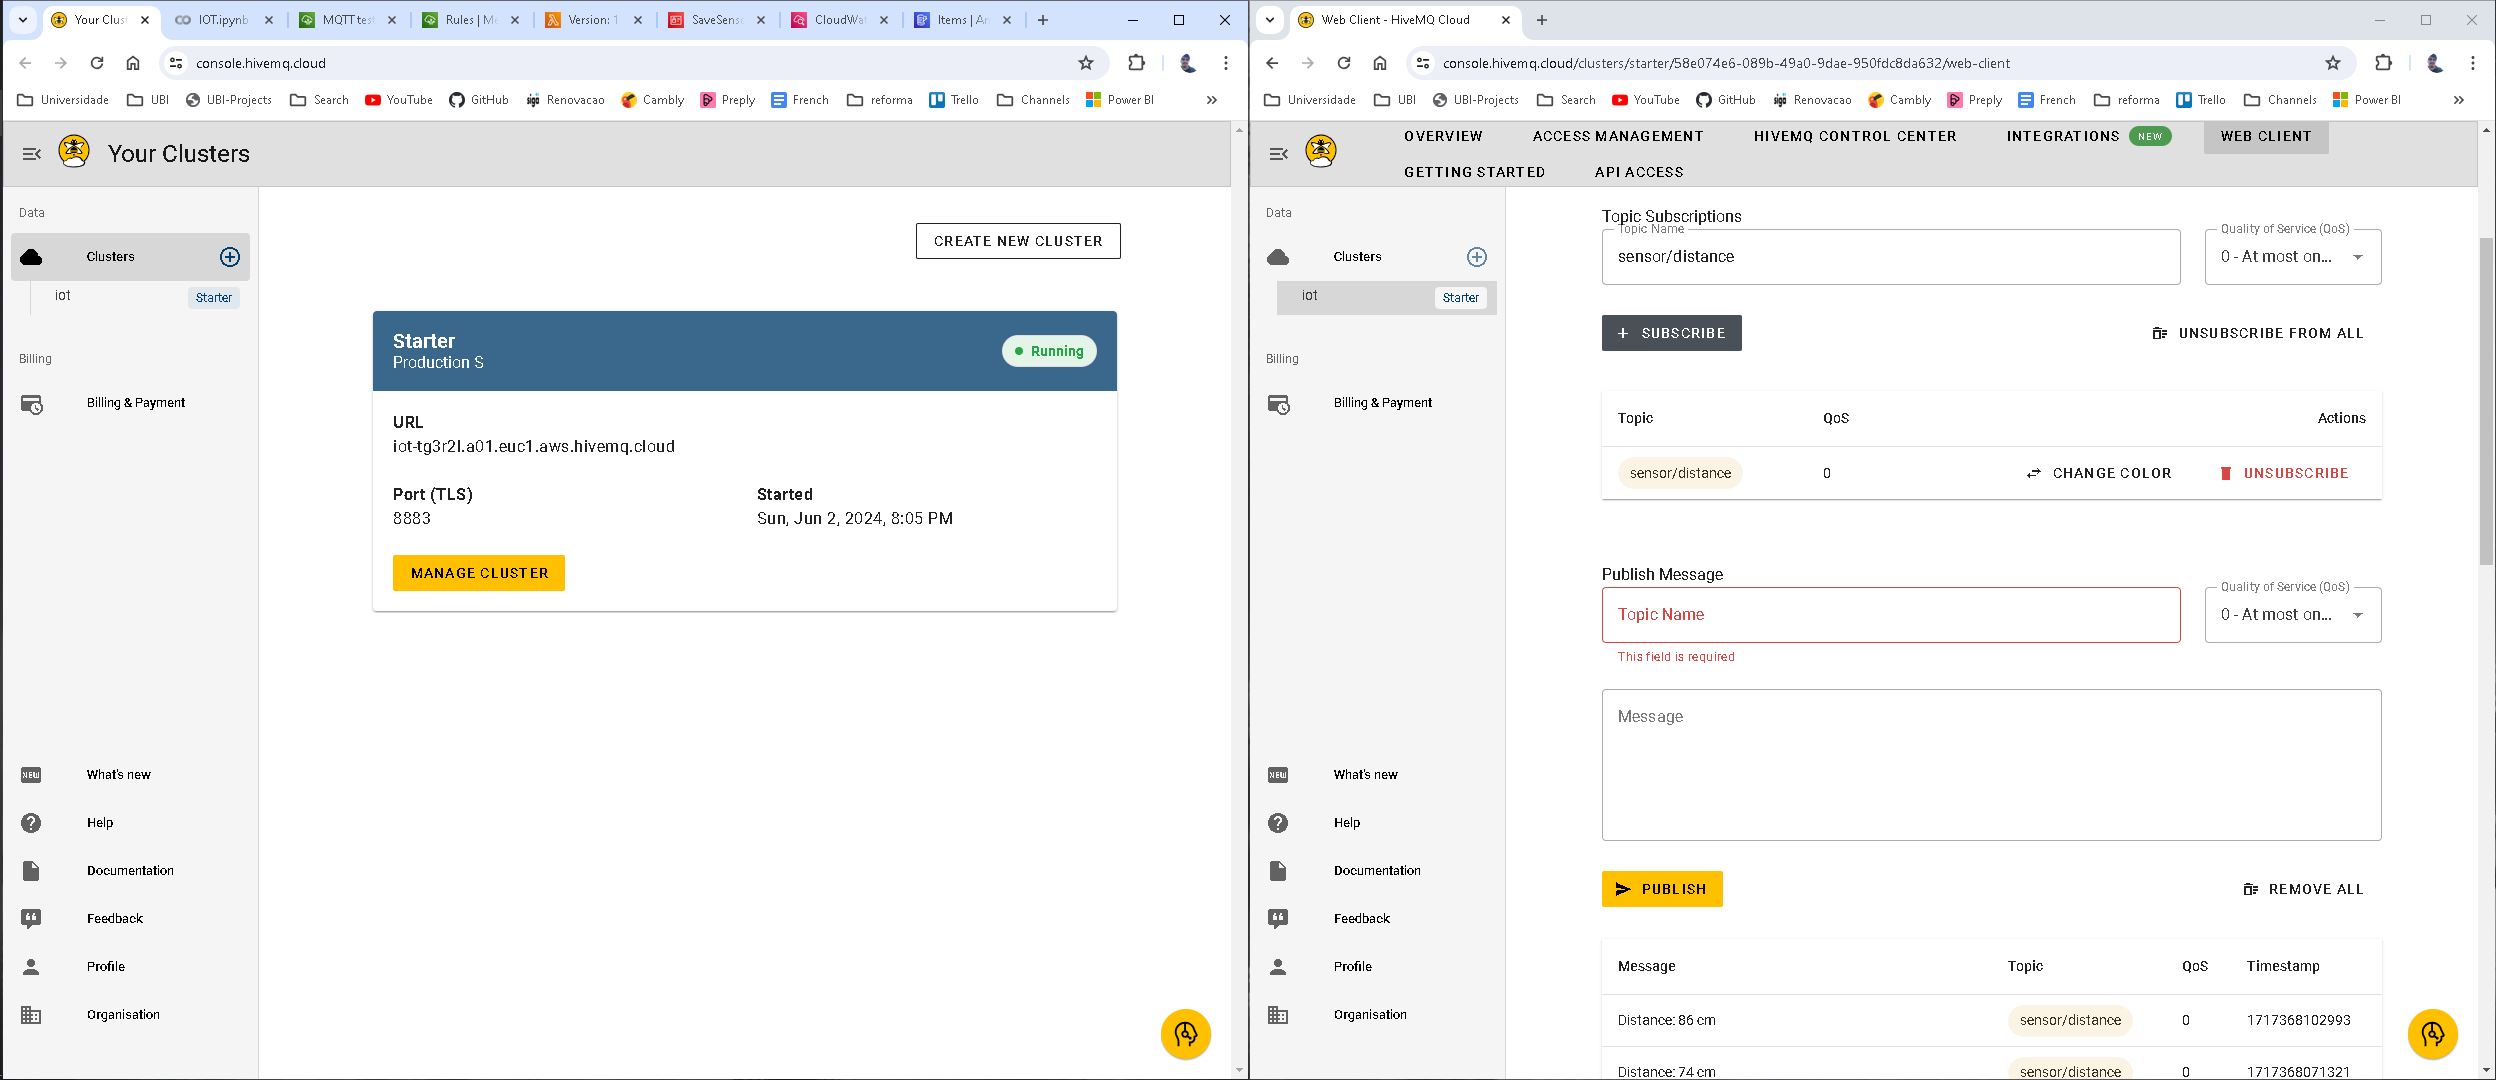 Your Clus
IOT.ipynb
MQTT test
Rules | Me
Version: 1
SaveSense
CloudWat
Items | An
console.hivemq.cloud
Universidade
UBI
UBI-Projects
Search
YouTube
GitHub
Renovacao
Cambly
Preply
French
reforma
Trello
Channels
Power BI
Your Clusters
Data
Clusters
iot
Starter
Billing
Billing & Payment
What's new
Help
Documentation
Feedback
Profile
Organisation
CREATE NEW CLUSTER
Starter
Production S
Running
URL
iot-tg3r2l.a01.euc1.aws.hivemq.cloud
Port (TLS)
8883
Started
Sun, Jun 2, 2024, 8:05 PM
MANAGE CLUSTER
Web Client - HiveMQ Cloud
console.hivemq.cloud/clusters/starter/58e074e6-089b-49a0-9dae-950fdc8da632/web-client
Universidade
UBI
UBI-Projects
Search
YouTube
GitHub
Renovacao
Cambly
Preply
French
reforma
Trello
Channels
Power BI
OVERVIEW
ACCESS MANAGEMENT
HIVEMQ CONTROL CENTER
INTEGRATIONS NEW
WEB CLIENT
GETTING STARTED
API ACCESS
Data
Clusters
iot
Starter
Billing
Billing & Payment
NEW
What's new
Help
Documentation
Feedback
Profile
Organisation
Topic Subscriptions
Topic Name
sensor/distance
Quality of Service (QoS)
0 - At most on...
SUBSCRIBE
UNSUBSCRIBE FROM ALL
Topic QoS Actions
sensor/distance 0 CHANGE COLOR UNSUBSCRIBE
Publish Message
Topic Name
This field is required
Quality of Service (QoS)
0 - At most on...
Message
PUBLISH
REMOVE ALL
Message Topic QoS Timestamp
Distance: 86 cm sensor/distance 0 1717368102993
Distance: 74 cm sensor/distance 0 1717368071321